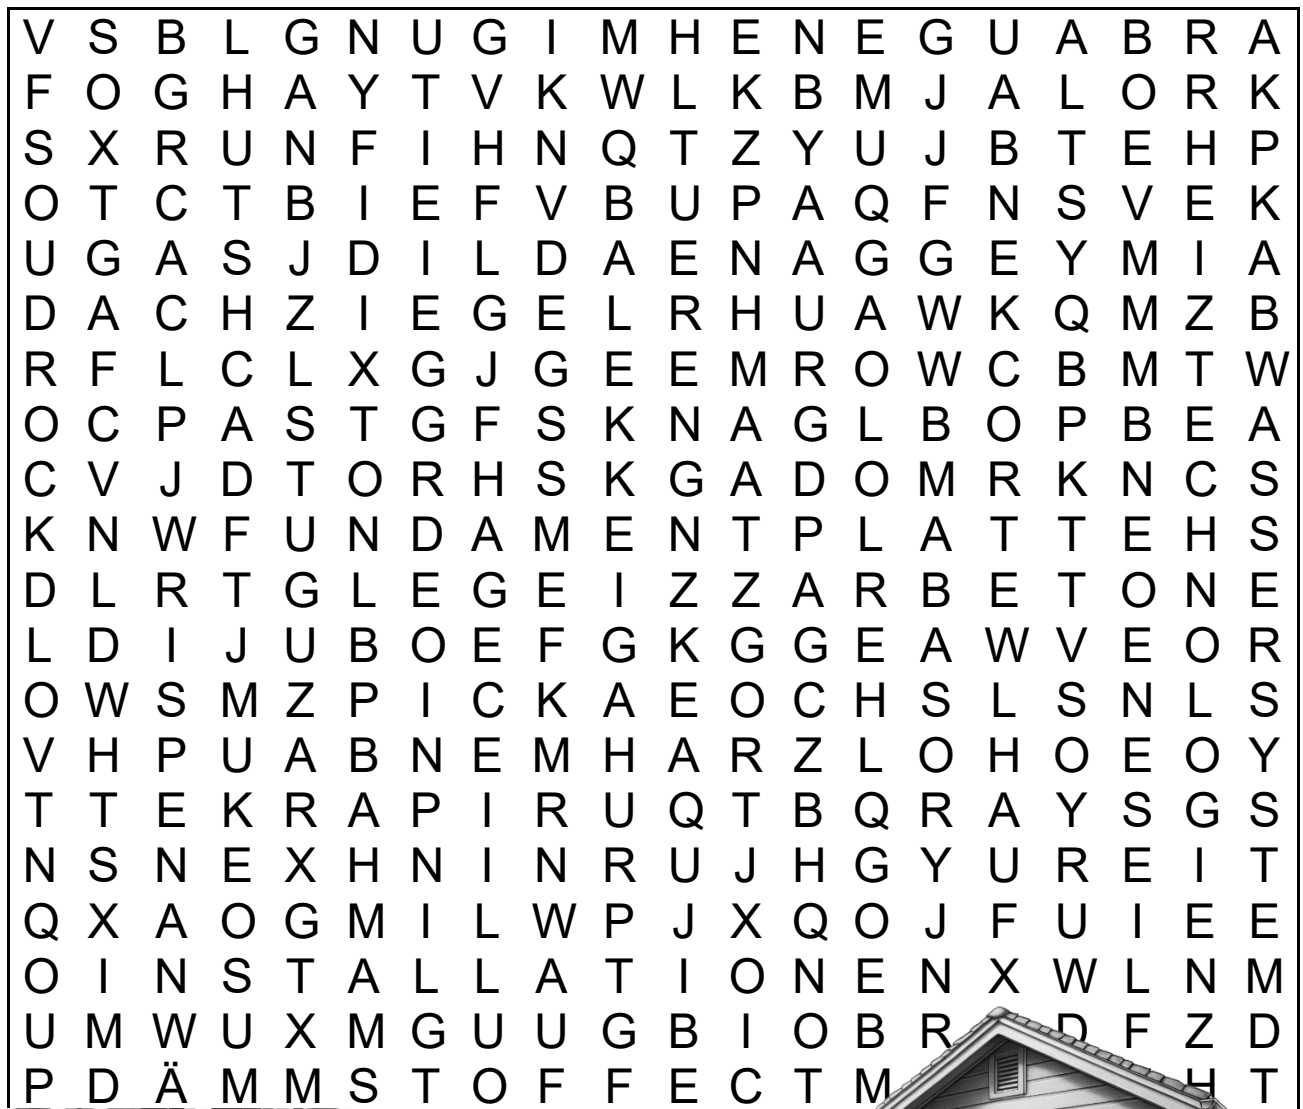 V S B L G N U G I M H E N E G U A B R A
F O G H A Y T V K W L K B M J A L O R K
S X R U N F I H N Q T Z Y U J B T E H P
O T C T B I E F V B U P A Q F N S V E K
U G A S J D I L D A E N A G G E Y M I A
D A C H Z I E G E L R H U A W K Q M Z B
R F L C L X G J G E E M R O W C B M T W
O C P A S T G F S K N A G L B O P B E A
C V J D T O R H S K G A D O M R K N C S
K N W F U N D A M E N T P L A T T E H S
D L R T G L E G E I Z Z A R B E T O N E
L D I J U B O E F G K G G E A W V E O R
O W S M Z P I C K A E O C H S L S N L S
V H P U A B N E M H A R Z L O H O E O Y
T T E K R A P I R U Q T B Q R A Y S G S
N S N E X H N I N R U J H G Y U R E I T
Q X A O G M I L W P J X Q O J F U I E E
O I N S T A L L A T I O N E N X W L N M
U M W U X M G U U G B I O B R D F Z D
P D Ä M M S T O F F E C T M H T